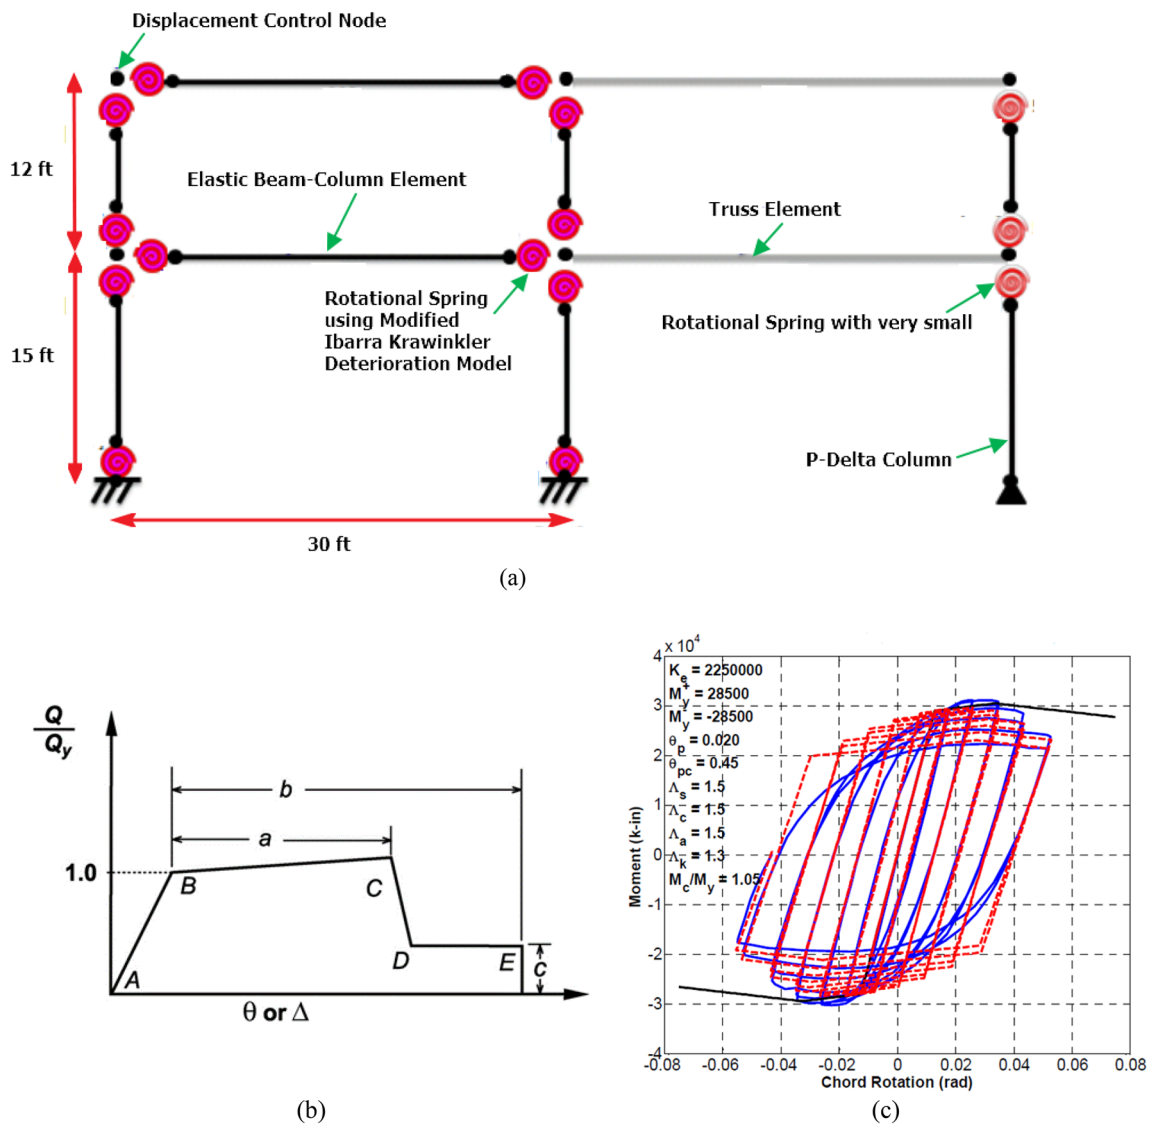 Displacement Control Node
12 ft
Elastic Beam-Column Element
Truss Element
Rotational Spring
using Modified
Ibarra Krawinkler
Deterioration Model
Rotational Spring with very small
15 ft
P-Delta Column
30 ft
(a)
Q
Qy
1.0
b
a
B
C
A
D
E
C
θ or Δ
(b)
x 10^4
4
3
2
1
0
-1
-2
-3
-4
Moment (k-in)
Ke = 2250000
My+ = 28500
My- = -28500
θp = 0.020
θpc = 0.45
Λs = 1.5
Λc = 1.5
Λa = 1.5
Λk = 1.3
Mc/My = 1.05
-0.08 -0.06 -0.04 -0.02 0 0.02 0.04 0.06 0.08
Chord Rotation (rad)
(c)